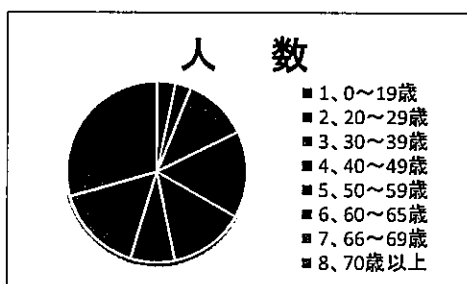 人　数
■ 1、0～19歳
■ 2、20～29歳
■ 3、30～39歳
■ 4、40～49歳
■ 5、50～59歳
■ 6、60～65歳
■ 7、66～69歳
■ 8、70歳以上